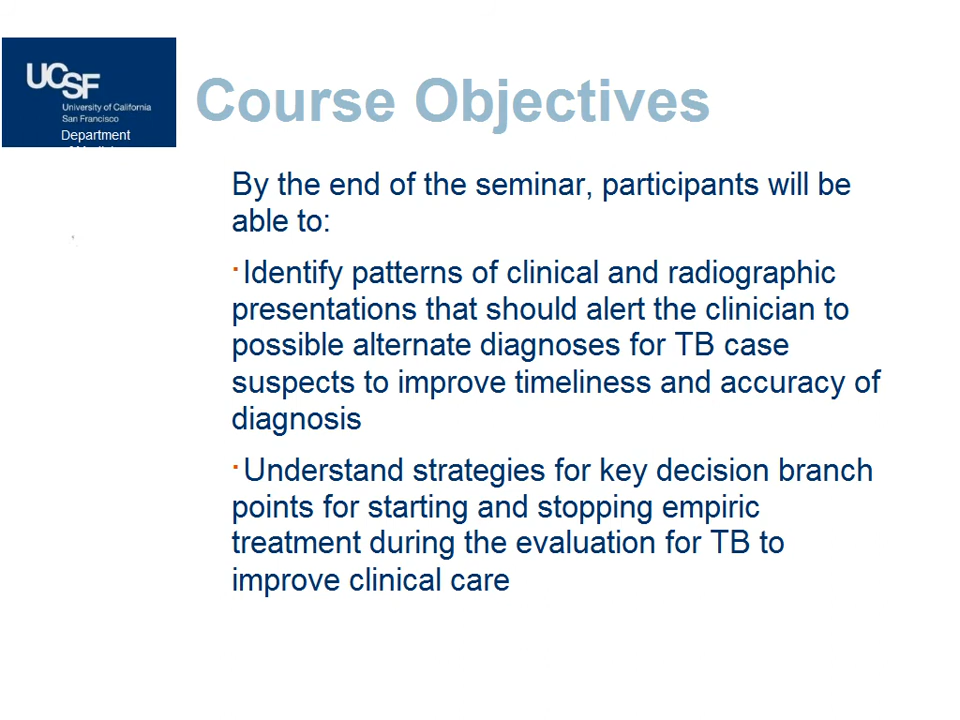 UCSF
University of California
San Francisco
Department
Course Objectives
By the end of the seminar, participants will be
able to:
·Identify patterns of clinical and radiographic
presentations that should alert the clinician to
possible alternate diagnoses for TB case
suspects to improve timeliness and accuracy of
diagnosis
·Understand strategies for key decision branch
points for starting and stopping empiric
treatment during the evaluation for TB to
improve clinical care